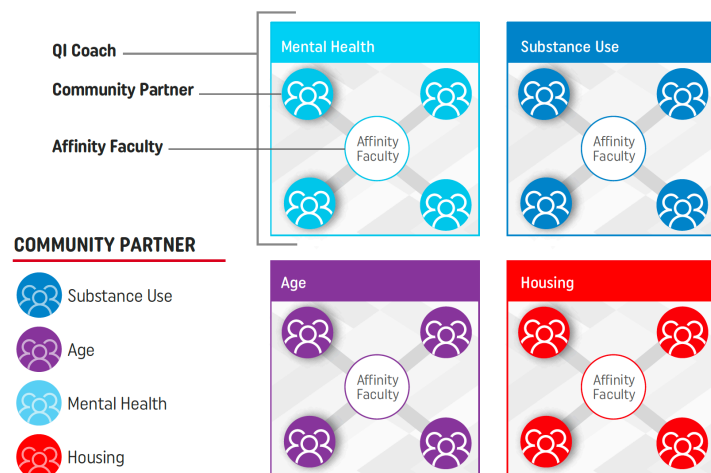 QI Coach
Community Partner
Affinity Faculty
Mental Health
Affinity
Faculty
Substance Use
Affinity
Faculty
COMMUNITY PARTNER
Substance Use
Age
Mental Health
Housing
Age
Affinity
Faculty
Housing
Affinity
Faculty